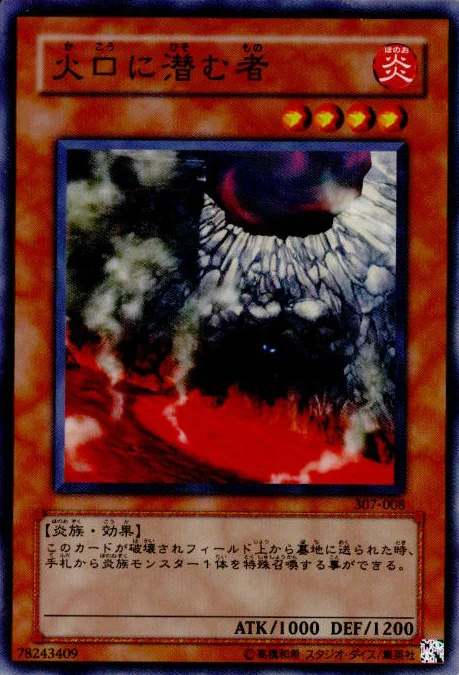 火口に潜む者
炎
307-008
【炎族・効果】
このカードが破壊されフィールド上から墓地に送られた時、
手札から炎族モンスター1体を特殊召喚する事ができる。
ATK/1000 DEF/1200
78243409
©高橋和希 スタジオ・ダイス/集英社